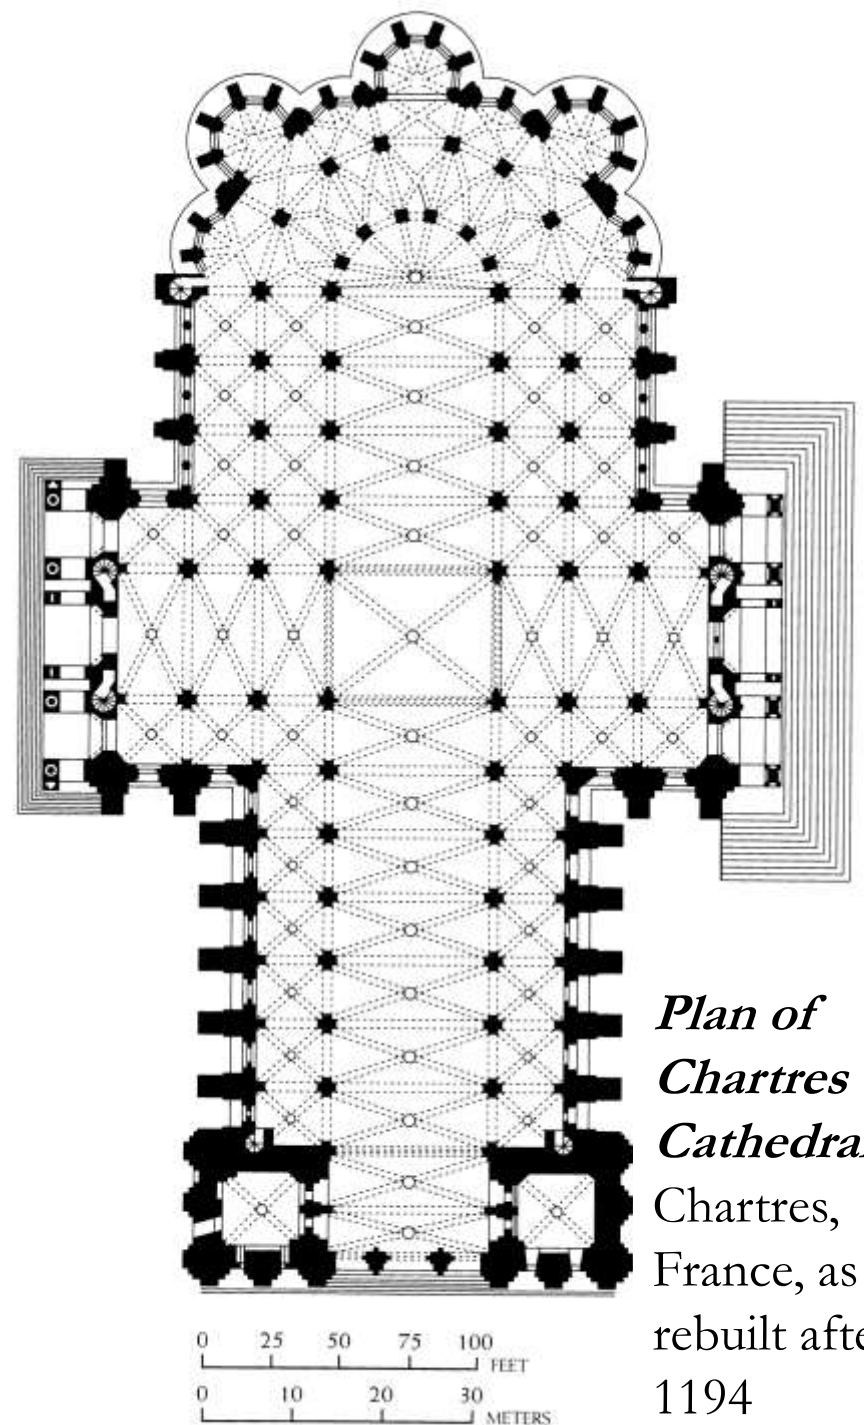 Plan of
Chartres
Cathedral
Chartres,
France, as
rebuilt afte
1194
0 25 50 75 100
FEET
0 10 20 30
METERS